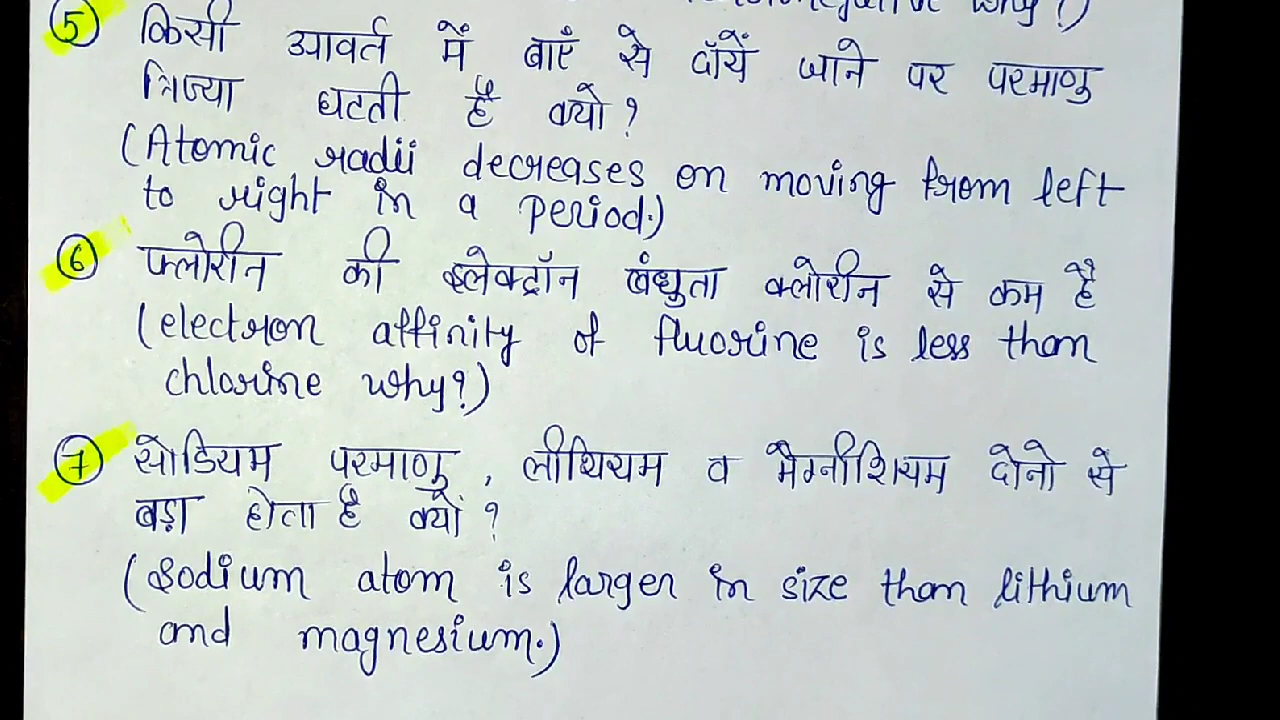 why?)
⑤ किसी आवर्त में बाएं से दाॅयें जाने पर परमाणु
त्रिज्या घटती है क्यो ?
(Atomic radii decreases on moving from left
to right in a period.)
⑥ फ्लोरीन की इलेक्ट्रॉन बंधुता क्लोरीन से कम है
(electron affinity of fluorine is less than
chlorine why?)
⑦ सोडियम परमाणु , लीथियम व मैग्नीशियम दोनो से
बड़ा होता है क्यों ?
(sodium atom is larger in size than lithium
and magnesium.)